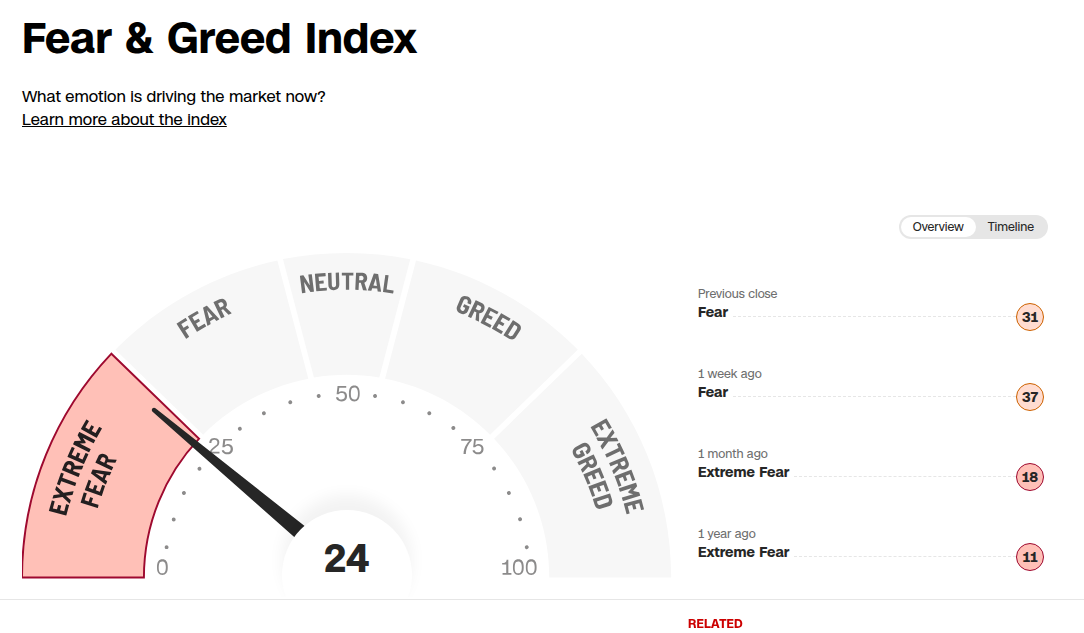 Fear & Greed Index
What emotion is driving the market now?
Learn more about the index
Overview
Timeline
EXTREME
FEAR
FEAR
NEUTRAL
GREED
EXTREME
GREED
0
25
50
75
100
24
Previous close
Fear 31
1 week ago
Fear 37
1 month ago
Extreme Fear 18
1 year ago
Extreme Fear 11
RELATED